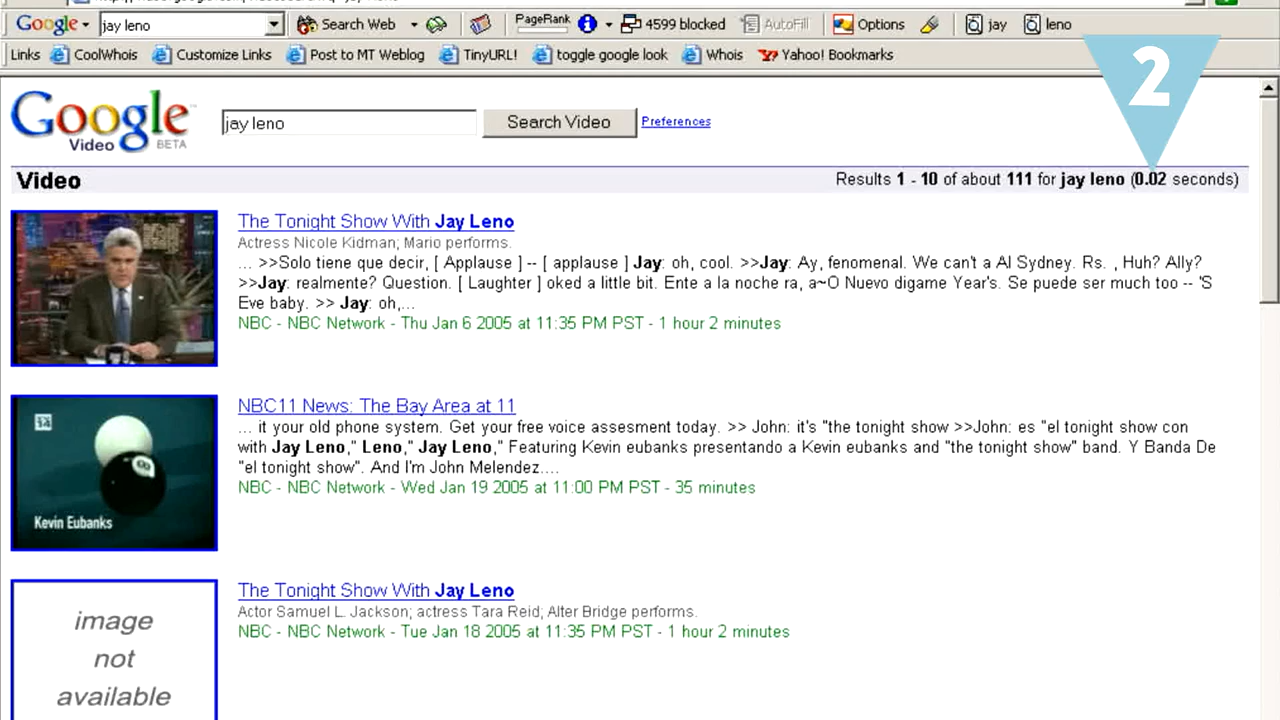 Google jay leno Search Web PageRank 4599 blocked AutoFill Options jay leno
Links CoolWhois Customize Links Post to MT Weblog TinyURL! toggle google look Whois Yahoo! Bookmarks
2
Google Video BETA jay leno Search Video Preferences
Video Results 1 - 10 of about 111 for jay leno (0.02 seconds)
The Tonight Show With Jay Leno
Actress Nicole Kidman; Mario performs.
... >>Solo tiene que decir, [ Applause ] -- [ applause ] Jay: oh, cool. >>Jay: Ay, fenomenal. We can't a Al Sydney. Rs. , Huh? Ally?
>>Jay: realmente? Question. [ Laughter ] oked a little bit. Ente a la noche ra, a~O Nuevo digame Year's. Se puede ser much too -- 'S
Eve baby. >> Jay: oh,...
NBC - NBC Network - Thu Jan 6 2005 at 11:35 PM PST - 1 hour 2 minutes
NBC11 News: The Bay Area at 11
... it your old phone system. Get your free voice assesment today. >> John: it's "the tonight show >>John: es "el tonight show con
with Jay Leno," Leno," Jay Leno," Featuring Kevin eubanks presentando a Kevin eubanks and "the tonight show" band. Y Banda De
"el tonight show". And I'm John Melendez....
NBC - NBC Network - Wed Jan 19 2005 at 11:00 PM PST - 35 minutes
14
Kevin Eubanks
The Tonight Show With Jay Leno
Actor Samuel L. Jackson; actress Tara Reid; Alter Bridge performs.
NBC - NBC Network - Tue Jan 18 2005 at 11:35 PM PST - 1 hour 2 minutes
image
not
available